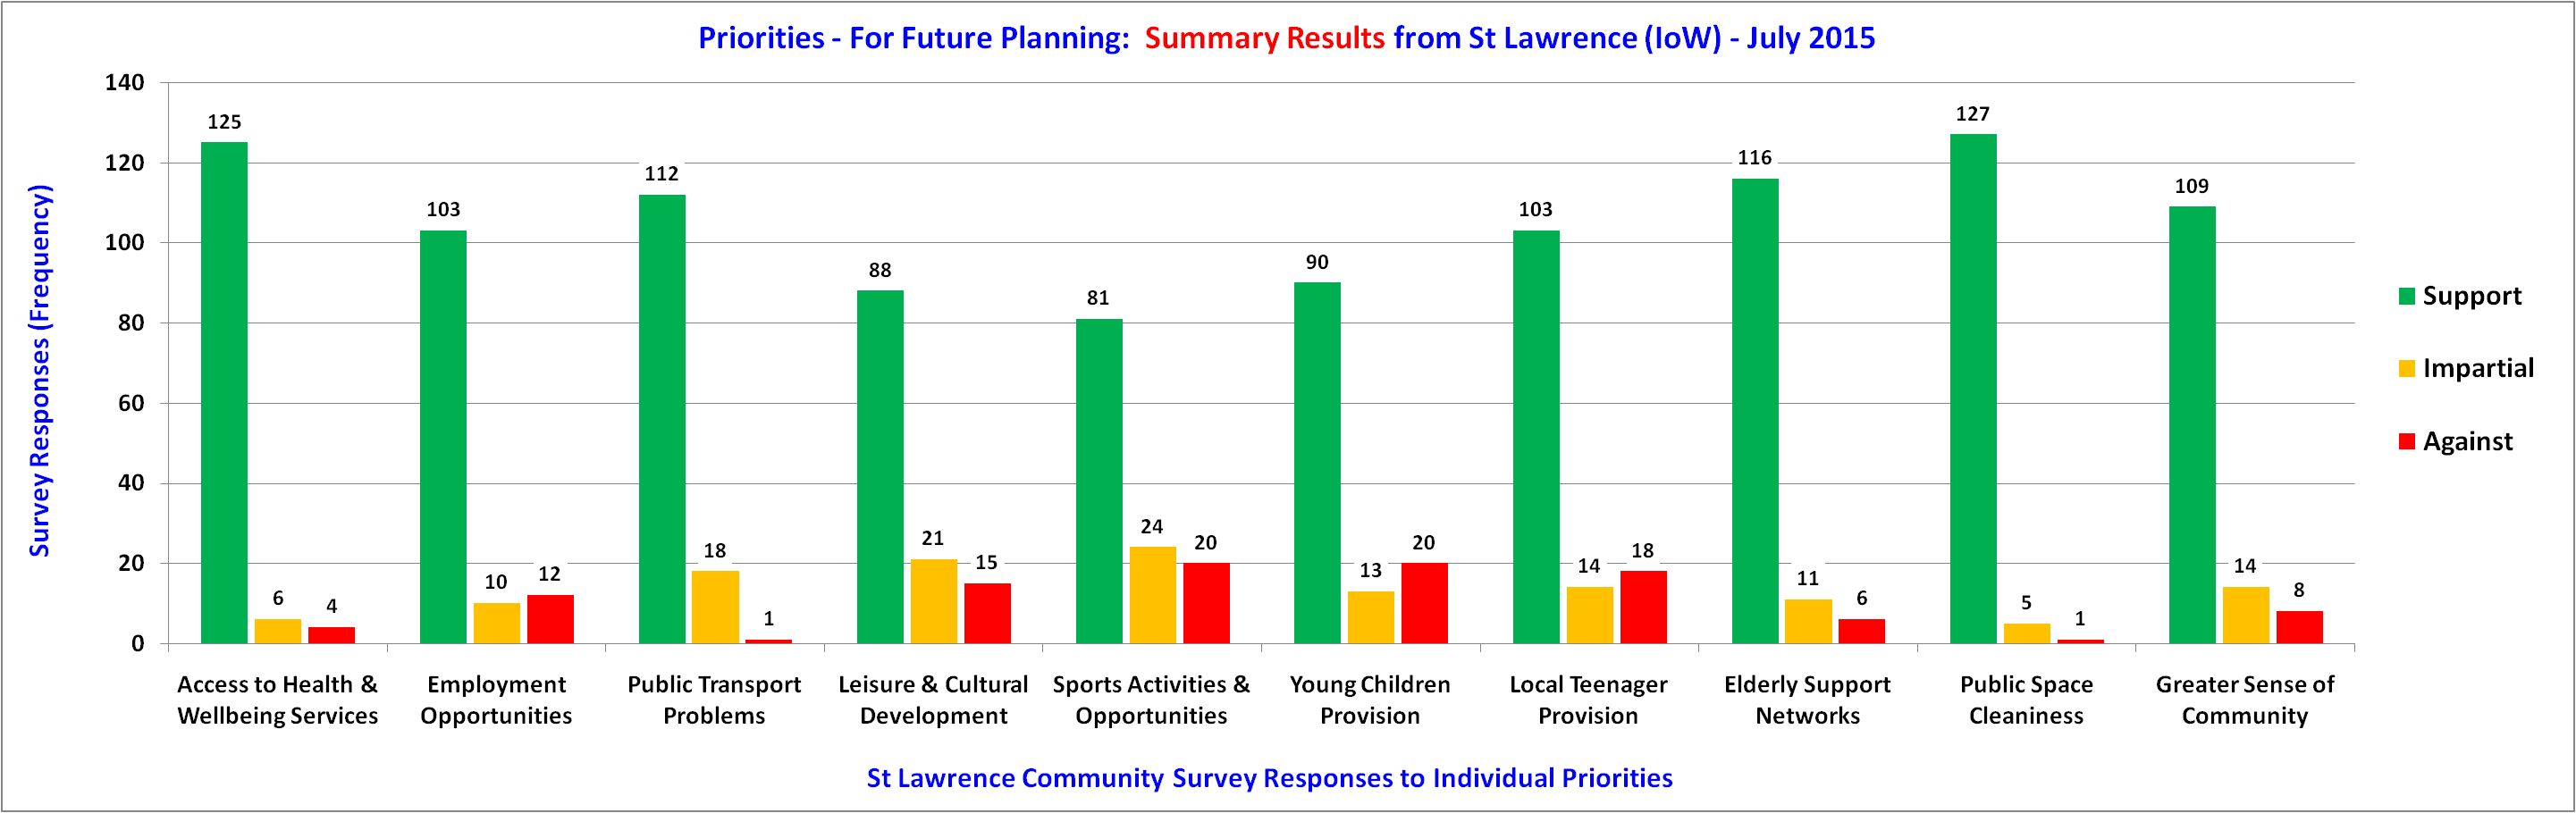 Priorities - For Future Planning: Summary Results from St Lawrence (IoW) - July 2015
Survey Responses (Frequency)
140
120
100
80
60
40
20
0
125
6
4
103
10
12
112
18
1
88
21
15
81
24
20
90
13
20
103
14
18
116
11
6
127
5
1
109
14
8
Access to Health &
Wellbeing Services
Employment
Opportunities
Public Transport
Problems
Leisure & Cultural
Development
Sports Activities &
Opportunities
Young Children
Provision
Local Teenager
Provision
Elderly Support
Networks
Public Space
Cleaniness
Greater Sense of
Community
St Lawrence Community Survey Responses to Individual Priorities
Support
Impartial
Against